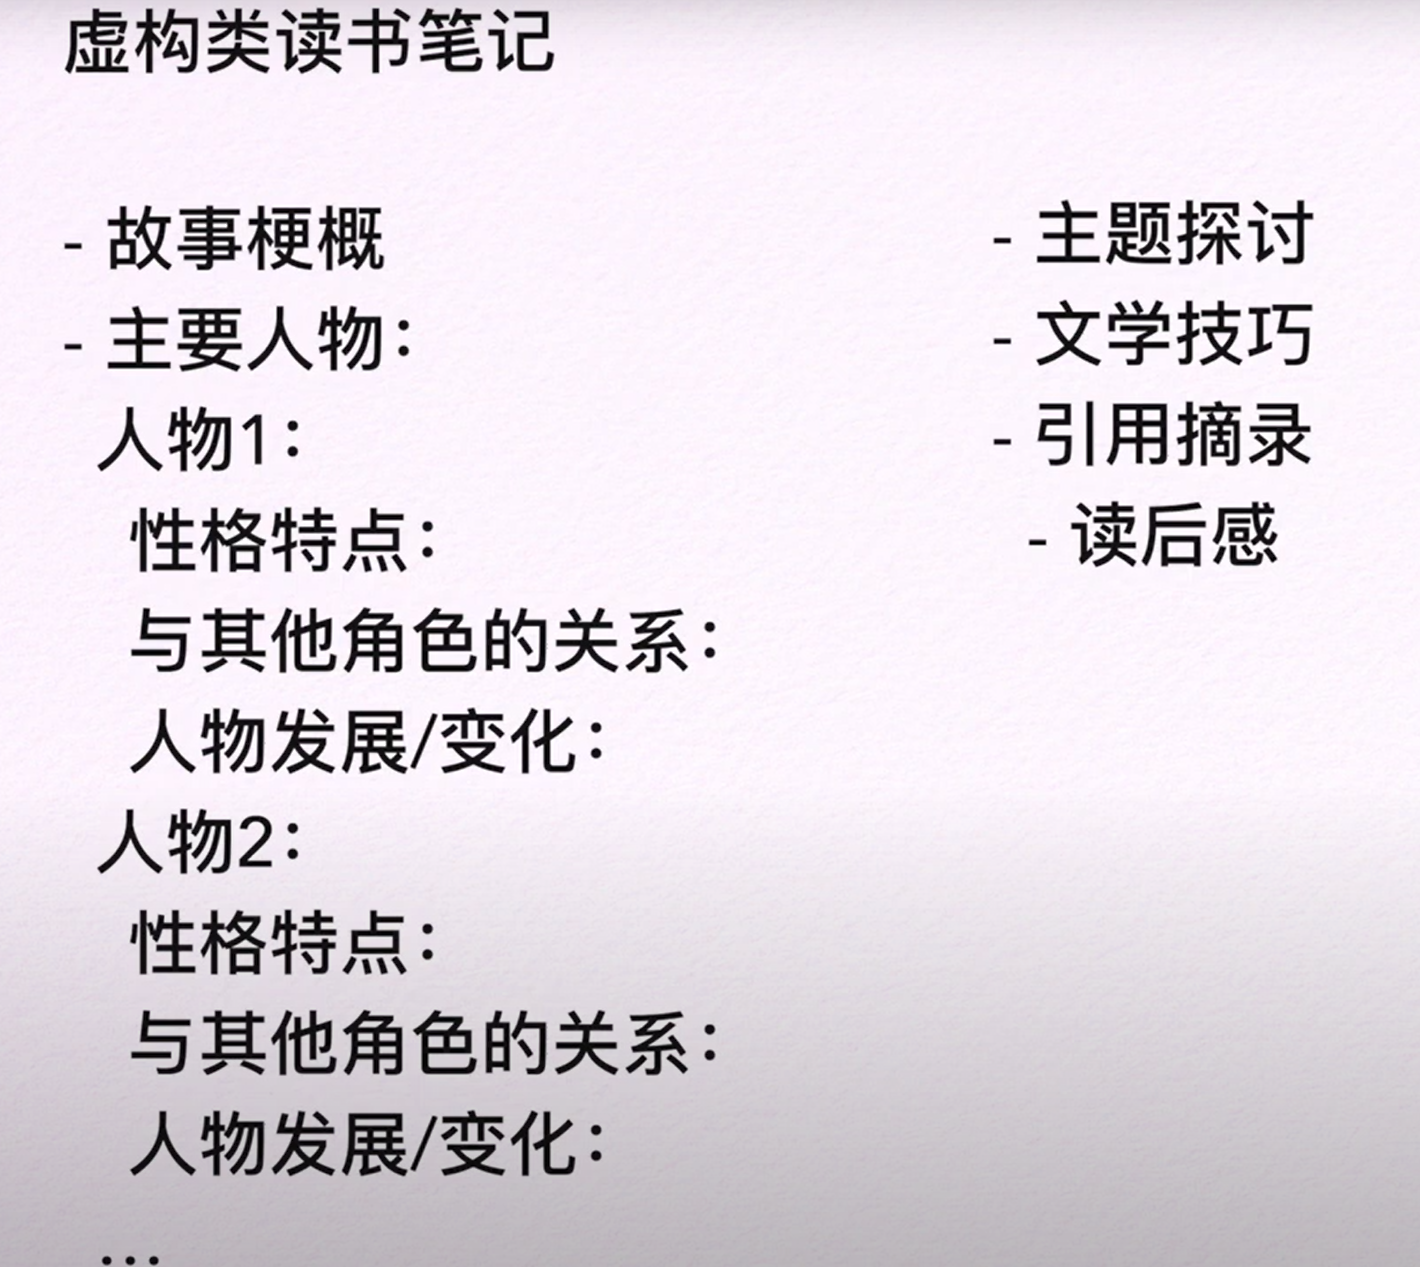 虚构类读书笔记
- 故事梗概
- 主要人物：
人物1：
性格特点：
与其他角色的关系：
人物发展/变化：
人物2：
性格特点：
与其他角色的关系：
人物发展/变化：
...
- 主题探讨
- 文学技巧
- 引用摘录
- 读后感